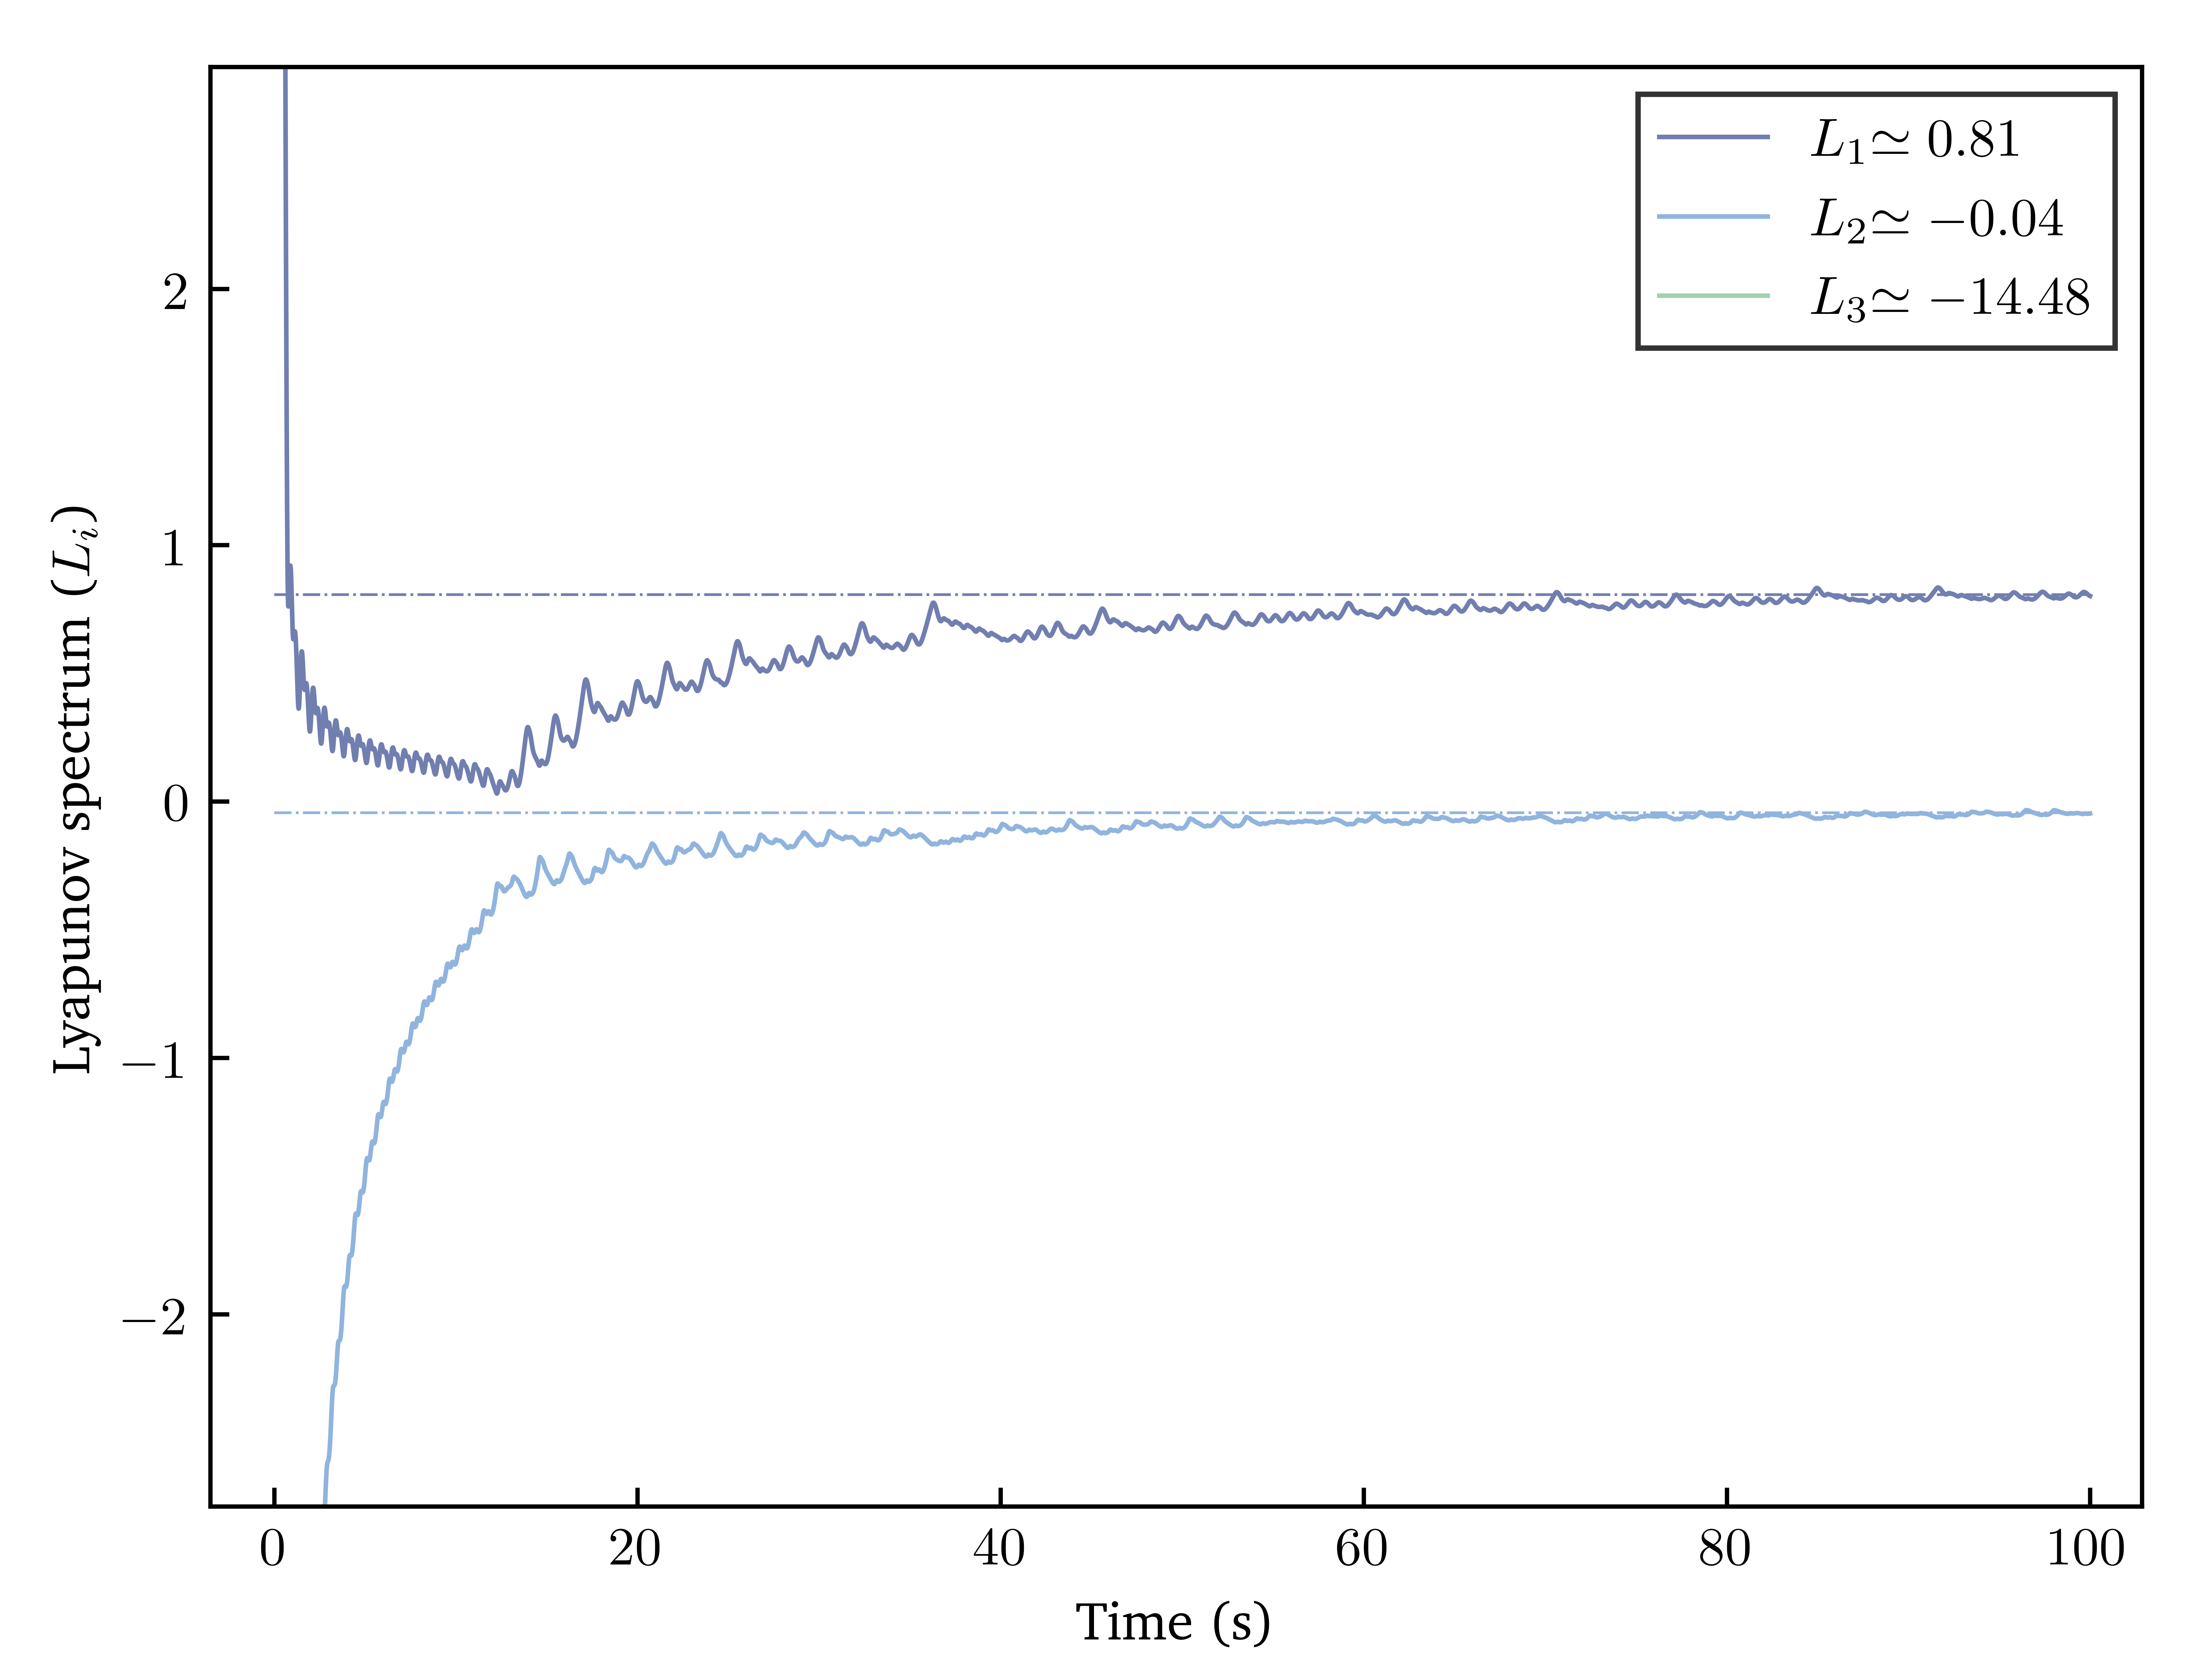 L₁≃ 0.81
L₂≃ −0.04
L₃≃ −14.48
Lyapunov spectrum (Lᵢ)
2
1
0
−1
−2
0 20 40 60 80 100
Time (s)